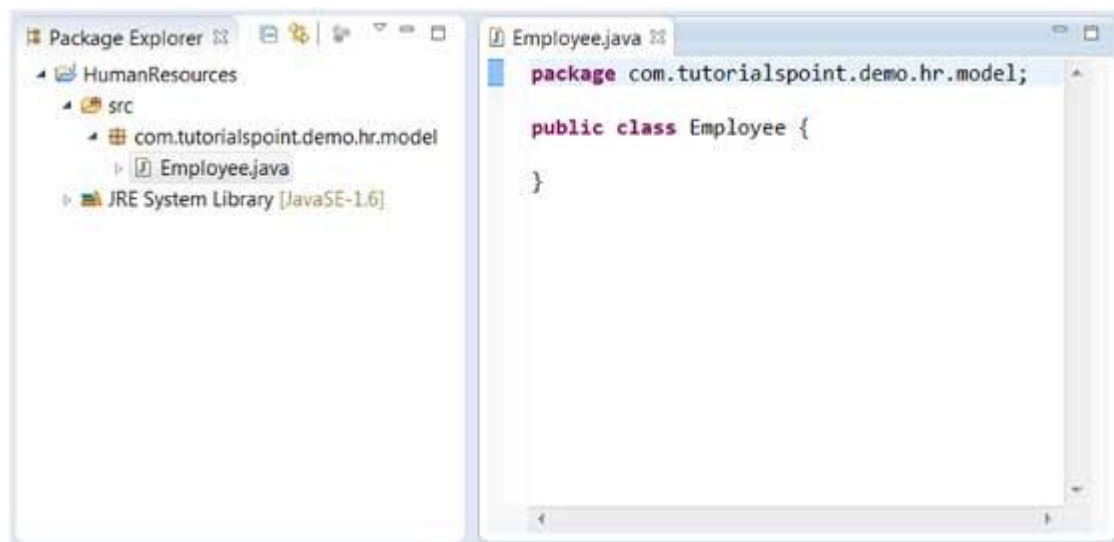 Package Explorer
HumanResources
src
com.tutorialspoint.demo.hr.model
Employee.java
JRE System Library [JavaSE-1.6]
Employee.java
package com.tutorialspoint.demo.hr.model;
public class Employee {
}